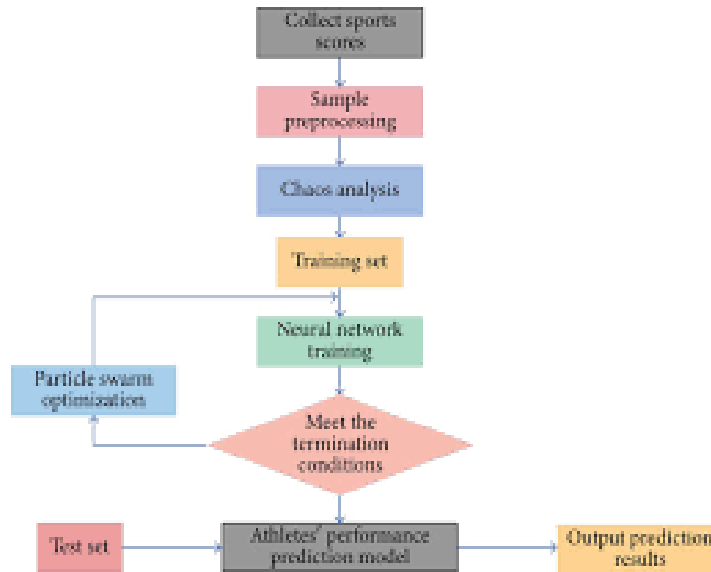 Collect sports
scores
Sample
preprocessing
Chaos analysis
Training set
Neural network
training
Particle swarm
optimization
Meet the
termination
conditions
Test set
Athletes' performance
prediction model
Output prediction
results